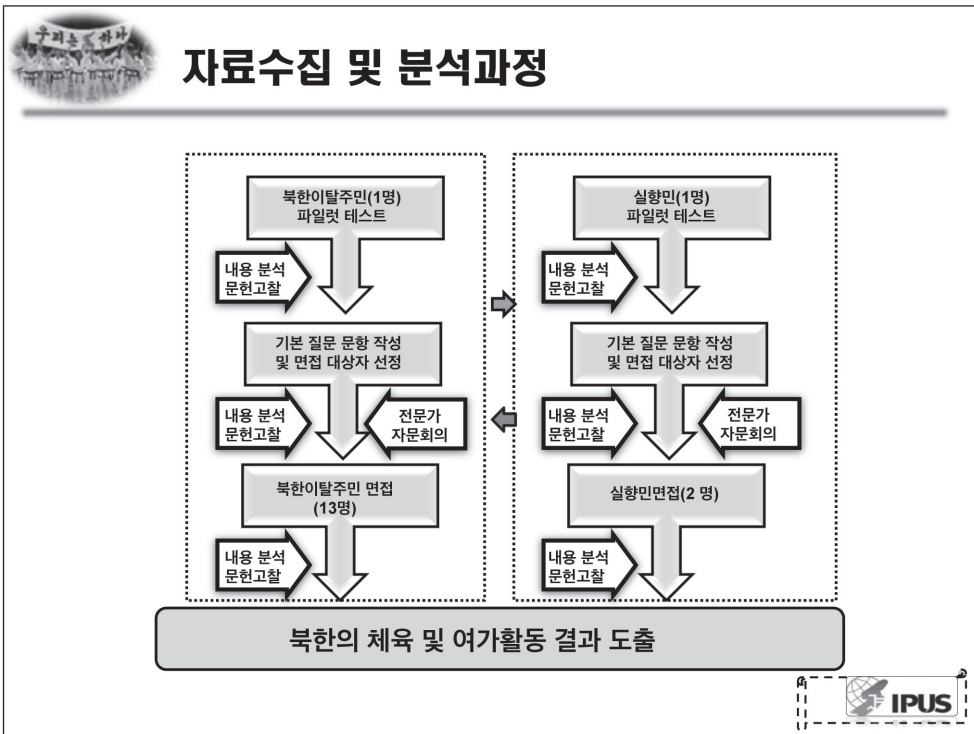 우리는 하나
자료수집 및 분석과정
북한이탈주민(1명)
파일럿 테스트
내용 분석
문헌고찰
기본 질문 문항 작성
및 면접 대상자 선정
내용 분석
문헌고찰
전문가
자문회의
북한이탈주민 면접
(13명)
내용 분석
문헌고찰
실향민(1명)
파일럿 테스트
내용 분석
문헌고찰
기본 질문 문항 작성
및 면접 대상자 선정
내용 분석
문헌고찰
전문가
자문회의
실향민면접(2 명)
내용 분석
문헌고찰
북한의 체육 및 여가활동 결과 도출
IPUS